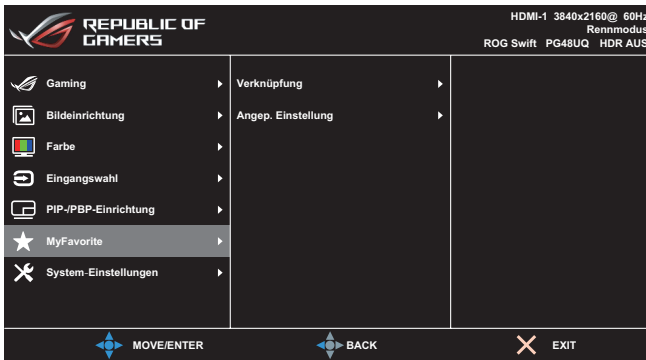 REPUBLIC OF
GAMERS
HDMI-1 3840x2160@ 60Hz
Rennmodus
ROG Swift PG48UQ HDR AUS
Gaming
Bildeinrichtung
Farbe
Eingangswahl
PIP-/PBP-Einrichtung
MyFavorite
System-Einstellungen
Verknüpfung
Angep. Einstellung
MOVE/ENTER
BACK
EXIT